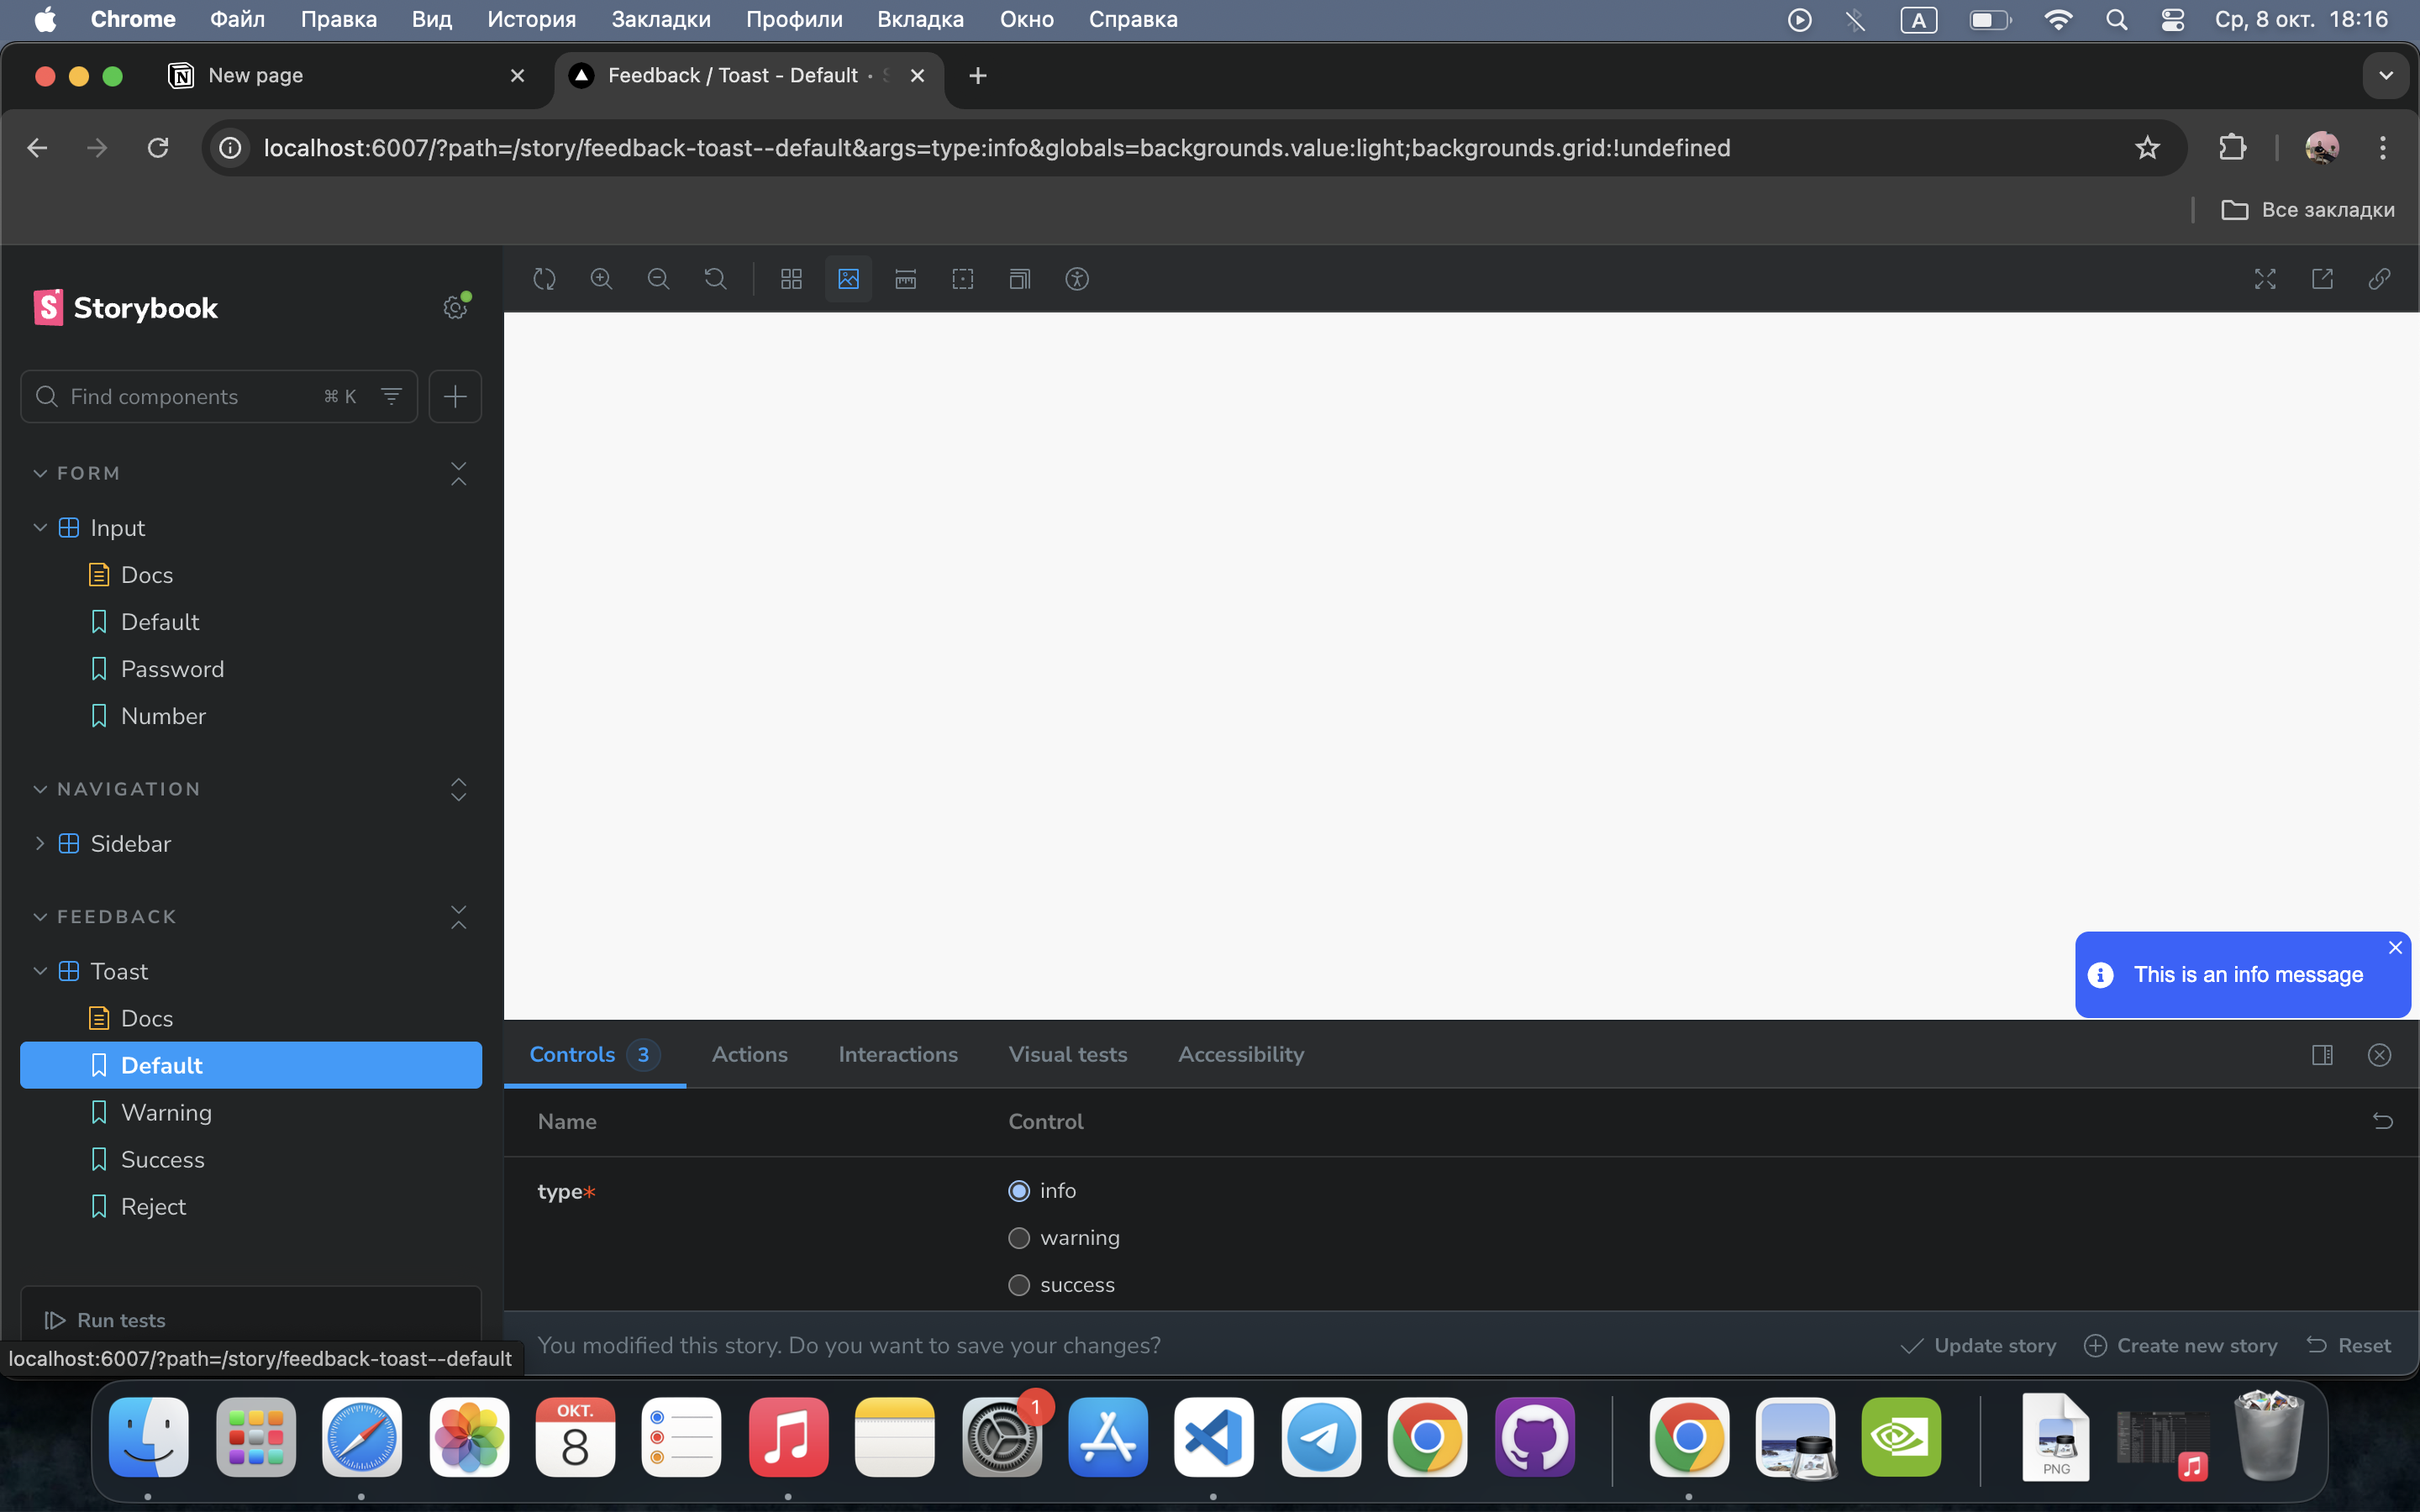 Chrome Файл Правка Вид История Закладки Профили Вкладка Окно Справка A Ср, 8 окт. 18:16
New page Feedback / Toast - Default ·
localhost:6007/?path=/story/feedback-toast--default&args=type:info&globals=backgrounds.value:light;backgrounds.grid:!undefined
Все закладки
Storybook
Find components ⌘ K
FORM
Input
Docs
Default
Password
Number
NAVIGATION
Sidebar
FEEDBACK
Toast
Docs
Default
Warning
Success
Reject
Run tests
localhost:6007/?path=/story/feedback-toast--default
This is an info message
Controls 3 Actions Interactions Visual tests Accessibility
Name Control
type* info
warning
success
You modified this story. Do you want to save your changes? Update story Create new story Reset
ОКТ.
8
1
PNG